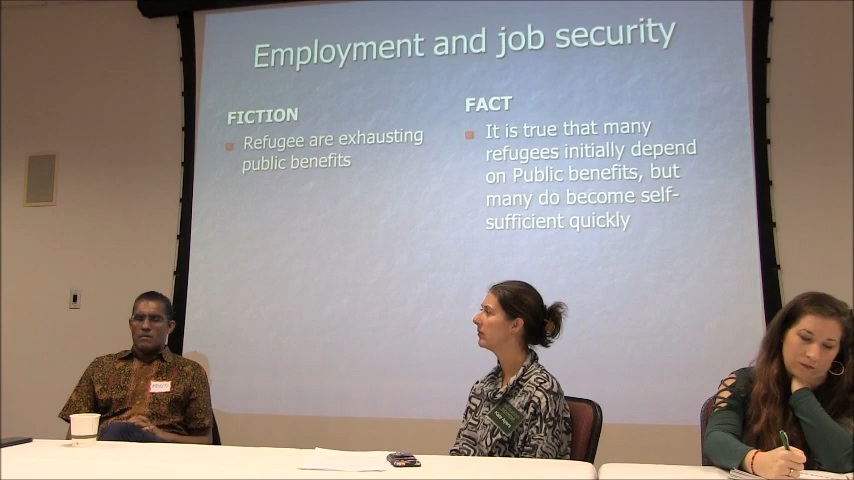 Employment and job security
FICTION
Refugee are exhausting
public benefits
FACT
It is true that many
refugees initially depend
on Public benefits, but
many do become self-
sufficient quickly